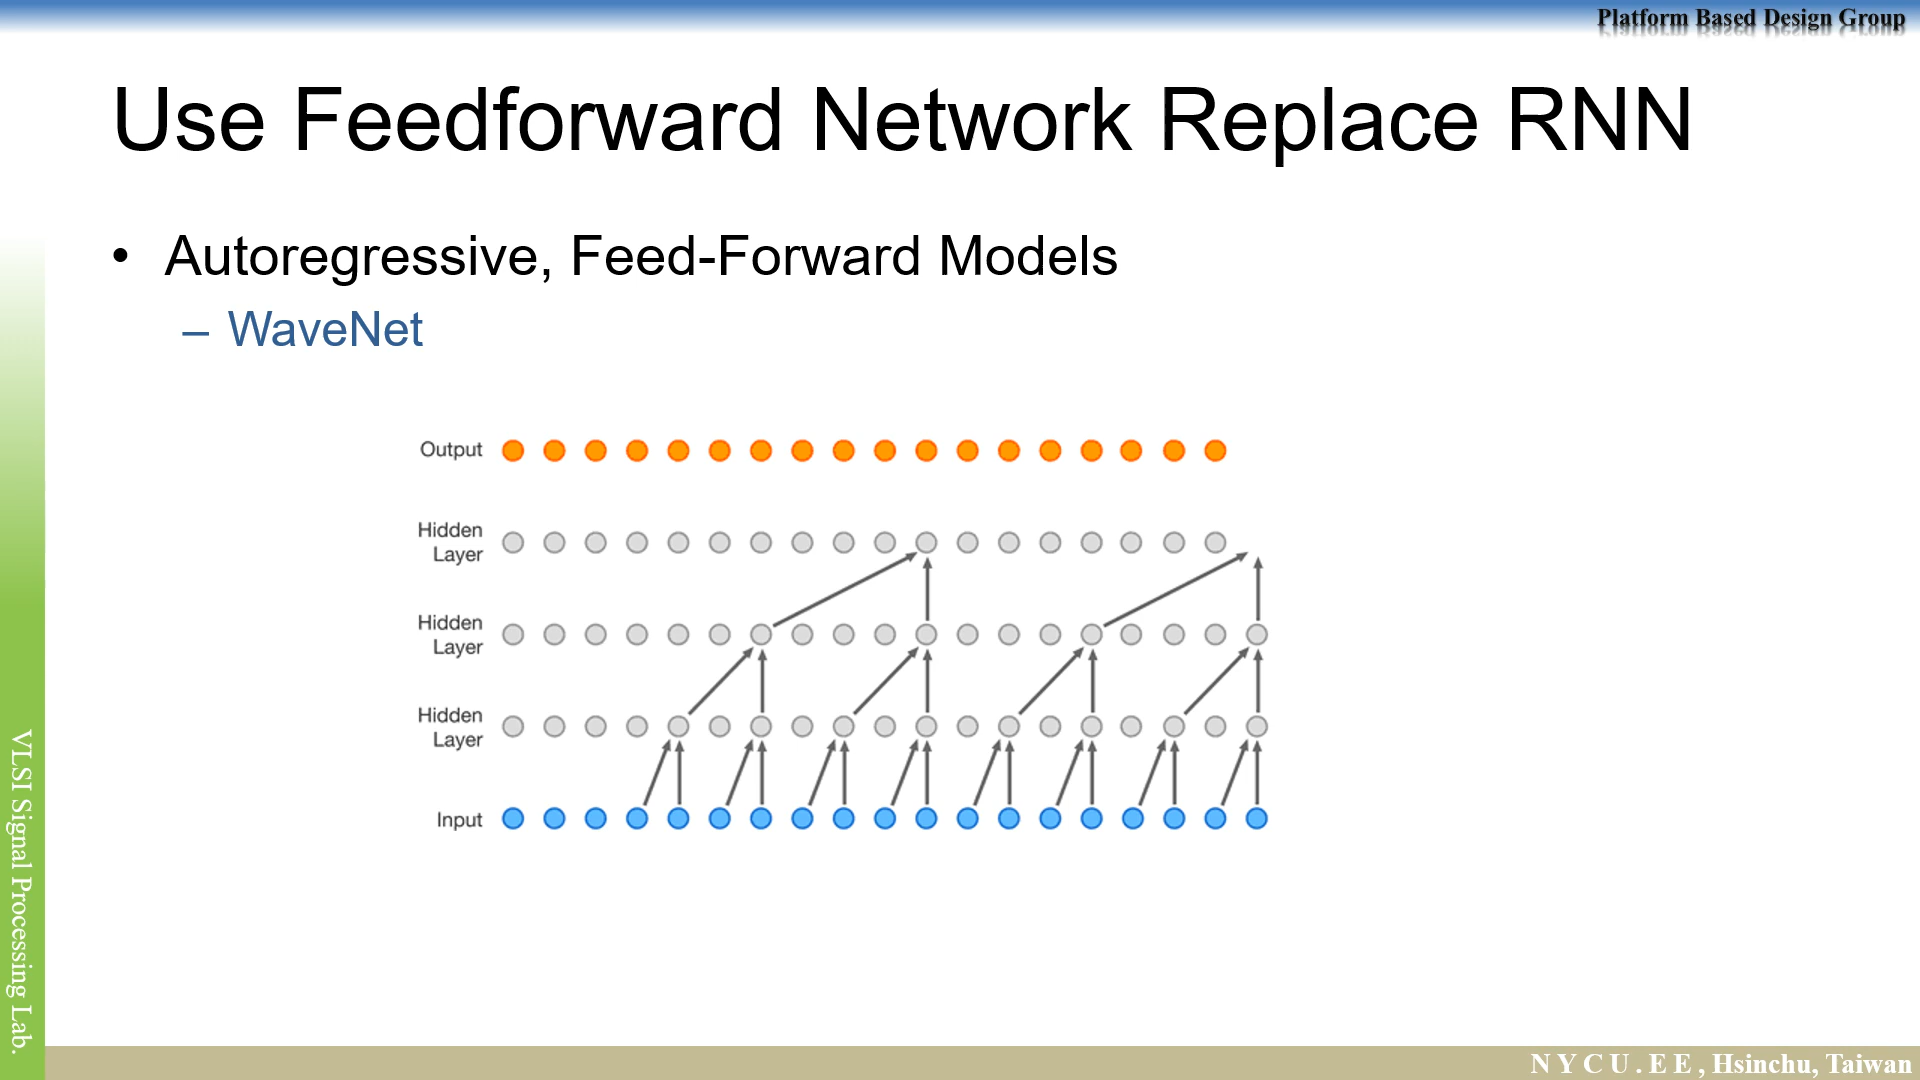 Platform Based Design Group
Use Feedforward Network Replace RNN
• Autoregressive, Feed-Forward Models
– WaveNet
Output
Hidden
Layer
Hidden
Layer
Hidden
Layer
Input
VLSI Signal Processing Lab.
N Y C U . E E , Hsinchu, Taiwan